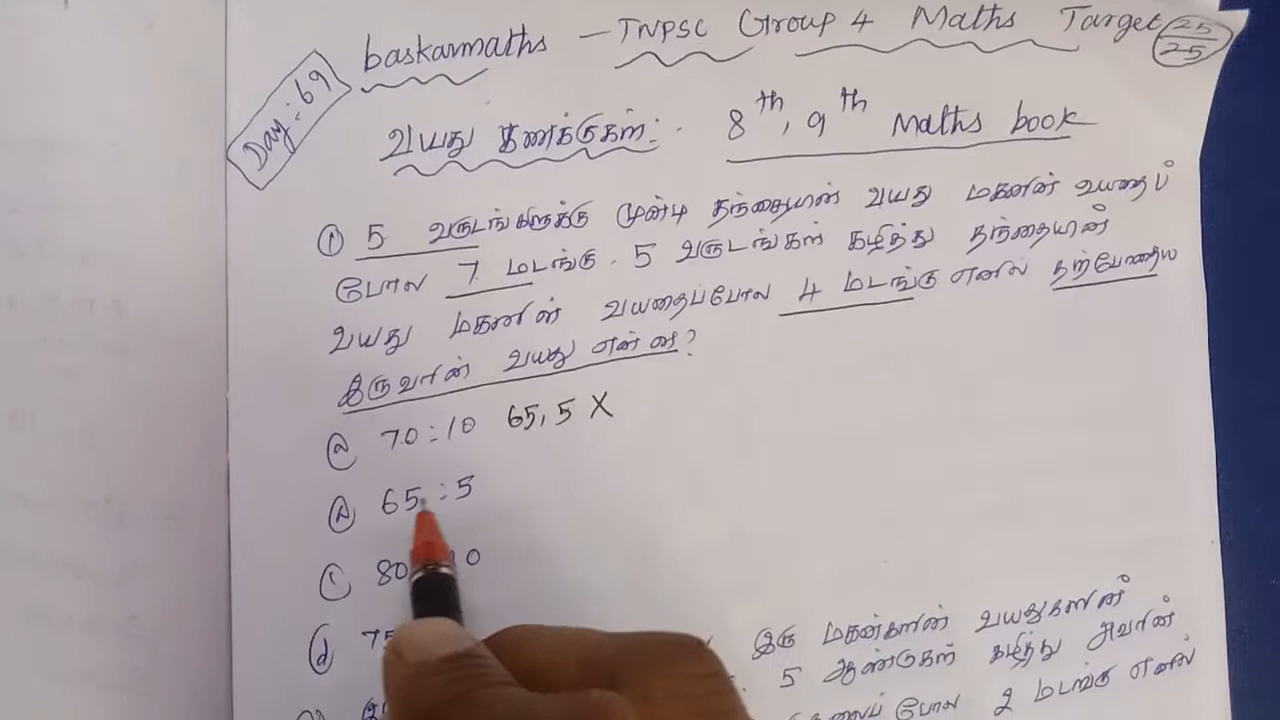 baskarmaths - TNPSC Group 4 Maths Target 25/25
Day: 69
வயது கணக்குகள்: 8th, 9th Maths book
① 5 வருடங்களுக்கு முன்பு தந்தையின் வயது மகனின் வயதைப்
போல 7 மடங்கு. 5 வருடங்கள் கழித்து தந்தையின்
வயது மகனின் வயதைப்போல 4 மடங்கு எனில் தற்போதைய
இருவரின் வயது என்ன?
ⓐ 70:10 65, 5 X
ⓑ 65:5
ⓒ 80 10
ⓓ 75
இரு மகன்களின் வயதுகளின்
5 ஆண்டுகள் கழித்து அவரின்
போல 2 மடங்கு எனில்